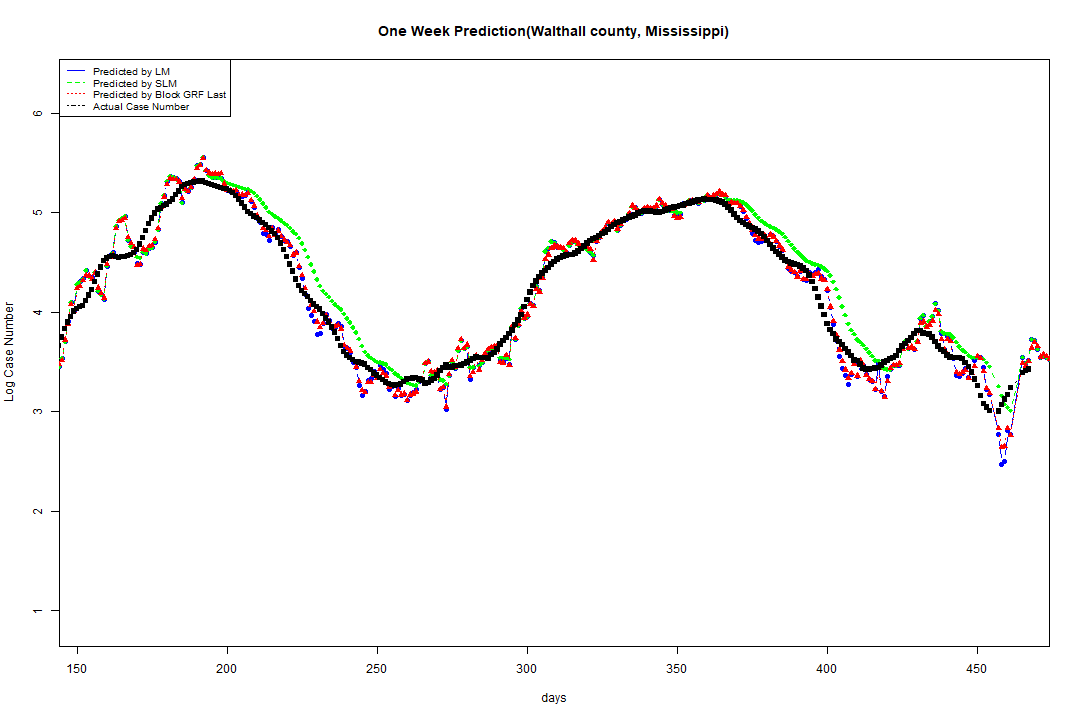 One Week Prediction(Walthall county, Mississippi)
Predicted by LM
Predicted by SLM
Predicted by Block GRF Last
Actual Case Number
Log Case Number
6
5
4
3
2
1
150 200 250 300 350 400 450
days